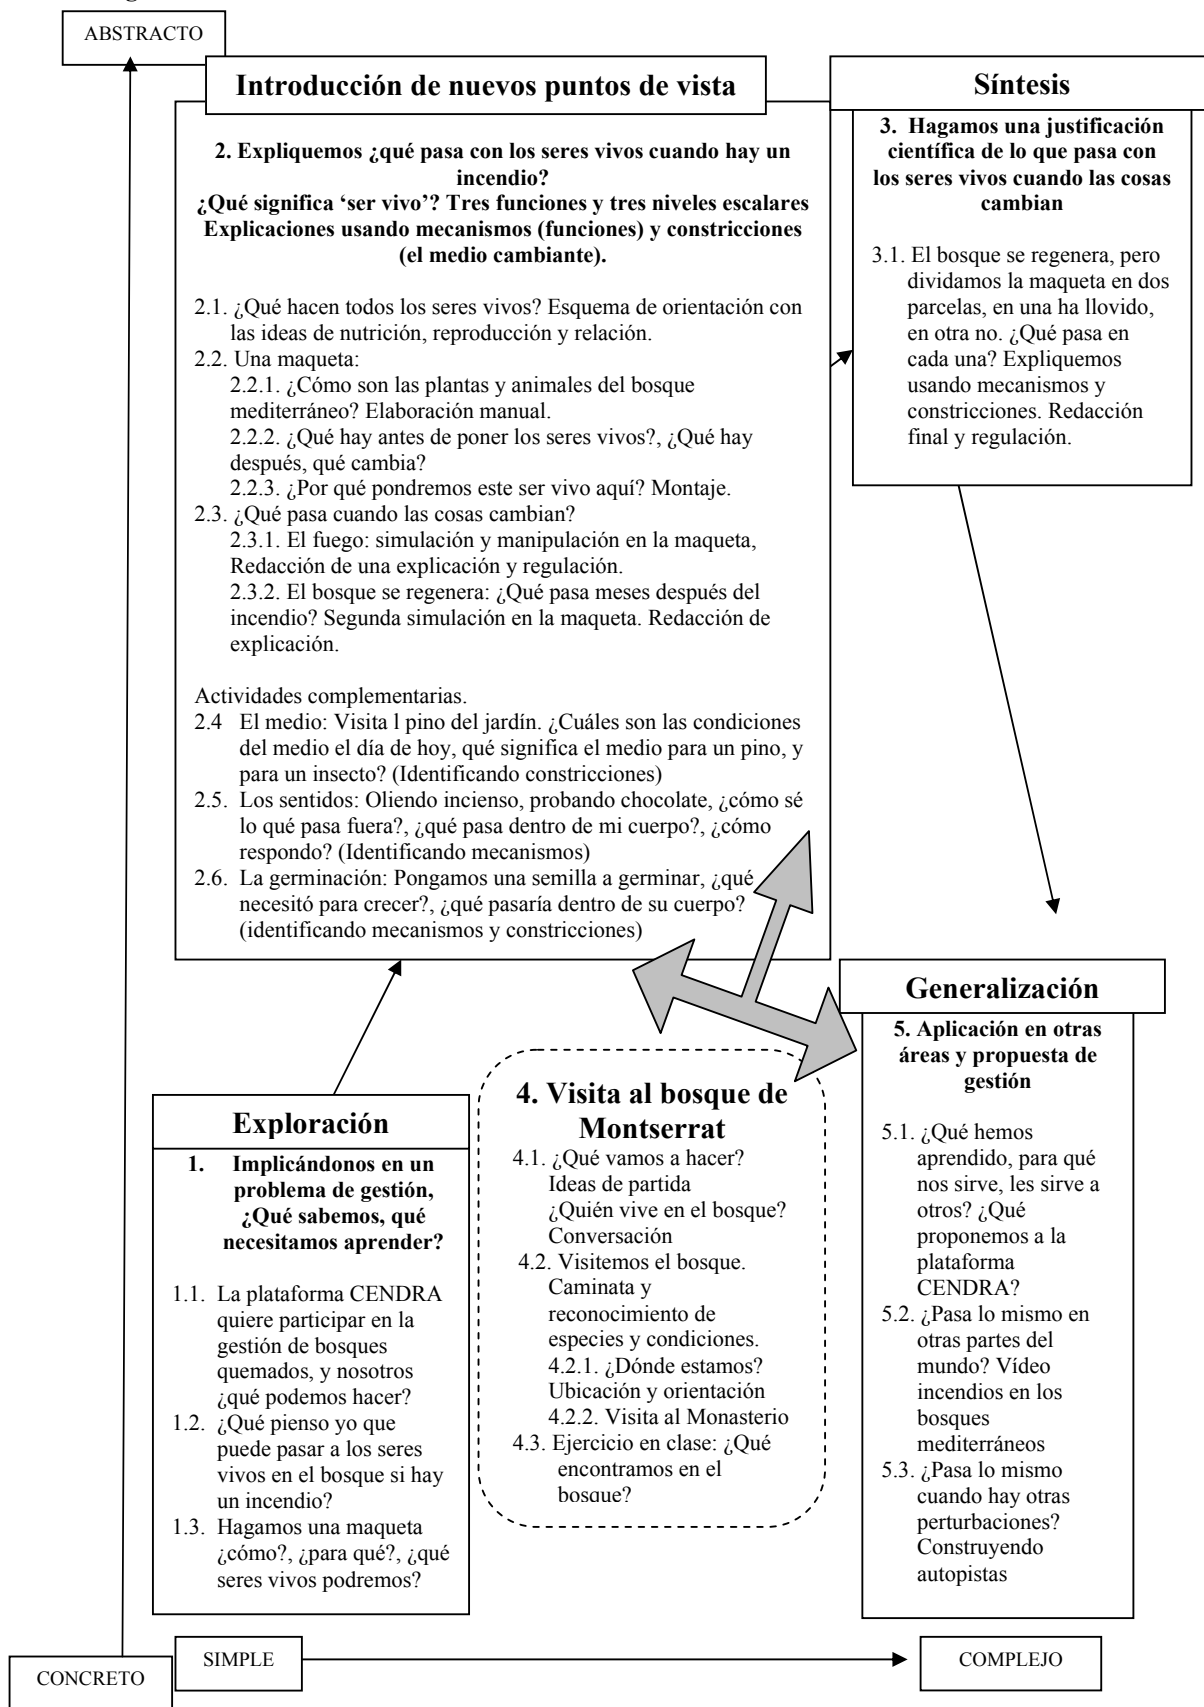 ABSTRACTO
Introducción de nuevos puntos de vista
2. Expliquemos ¿qué pasa con los seres vivos cuando hay un
incendio?
¿Qué significa ‘ser vivo’? Tres funciones y tres niveles escalares
Explicaciones usando mecanismos (funciones) y constricciones
(el medio cambiante).
2.1. ¿Qué hacen todos los seres vivos? Esquema de orientación con
las ideas de nutrición, reproducción y relación.
2.2. Una maqueta:
2.2.1. ¿Cómo son las plantas y animales del bosque
mediterráneo? Elaboración manual.
2.2.2. ¿Qué hay antes de poner los seres vivos?, ¿Qué hay
después, qué cambia?
2.2.3. ¿Por qué pondremos este ser vivo aquí? Montaje.
2.3. ¿Qué pasa cuando las cosas cambian?
2.3.1. El fuego: simulación y manipulación en la maqueta,
Redacción de una explicación y regulación.
2.3.2. El bosque se regenera: ¿Qué pasa meses después del
incendio? Segunda simulación en la maqueta. Redacción de
explicación.
Actividades complementarias.
2.4 El medio: Visita l pino del jardín. ¿Cuáles son las condiciones
del medio el día de hoy, qué significa el medio para un pino, y
para un insecto? (Identificando constricciones)
2.5. Los sentidos: Oliendo incienso, probando chocolate, ¿cómo sé
lo qué pasa fuera?, ¿qué pasa dentro de mi cuerpo?, ¿cómo
respondo? (Identificando mecanismos)
2.6. La germinación: Pongamos una semilla a germinar, ¿qué
necesitó para crecer?, ¿qué pasaría dentro de su cuerpo?
(identificando mecanismos y constricciones)
Síntesis
3. Hagamos una justificación
científica de lo que pasa con
los seres vivos cuando las cosas
cambian
3.1. El bosque se regenera, pero
dividamos la maqueta en dos
parcelas, en una ha llovido,
en otra no. ¿Qué pasa en
cada una? Expliquemos
usando mecanismos y
constricciones. Redacción
final y regulación.
Exploración
1. Implicándonos en un
problema de gestión,
¿Qué sabemos, qué
necesitamos aprender?
1.1. La plataforma CENDRA
quiere participar en la
gestión de bosques
quemados, y nosotros
¿qué podemos hacer?
1.2. ¿Qué pienso yo que
puede pasar a los seres
vivos en el bosque si hay
un incendio?
1.3. Hagamos una maqueta
¿cómo?, ¿para qué?, ¿qué
seres vivos podremos?
4. Visita al bosque de
Montserrat
4.1. ¿Qué vamos a hacer?
Ideas de partida
¿Quién vive en el bosque?
Conversación
4.2. Visitemos el bosque.
Caminata y
reconocimiento de
especies y condiciones.
4.2.1. ¿Dónde estamos?
Ubicación y orientación
4.2.2. Visita al Monasterio
4.3. Ejercicio en clase: ¿Qué
encontramos en el
bosque?
Generalización
5. Aplicación en otras
áreas y propuesta de
gestión
5.1. ¿Qué hemos
aprendido, para qué
nos sirve, les sirve a
otros? ¿Qué
proponemos a la
plataforma
CENDRA?
5.2. ¿Pasa lo mismo en
otras partes del
mundo? Vídeo
incendios en los
bosques
mediterráneos
5.3. ¿Pasa lo mismo
cuando hay otras
perturbaciones?
Construyendo
autopistas
CONCRETO
SIMPLE
COMPLEJO